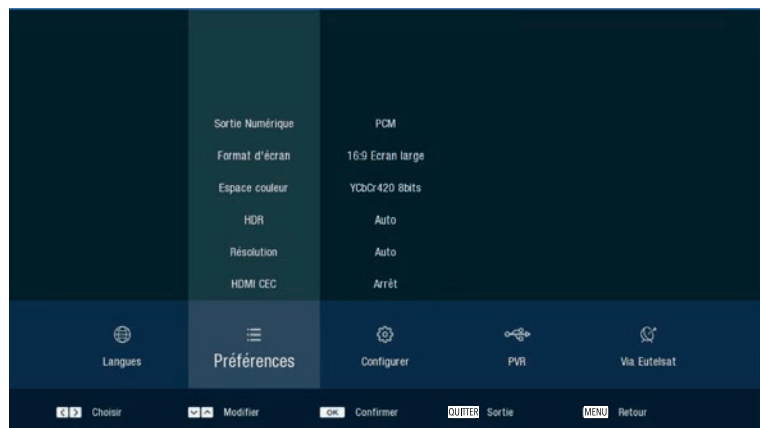 Sortie Numérique PCM
Format d'écran 16:9 Ecran large
Espace couleur YCbCr420 8bits
HDR Auto
Résolution Auto
HDMI CEC Arrêt
Langues Préférences Configurer PVR Via Eutelsat
Choisir Modifier OK Confirmer QUITTER Sortie MENU Retour